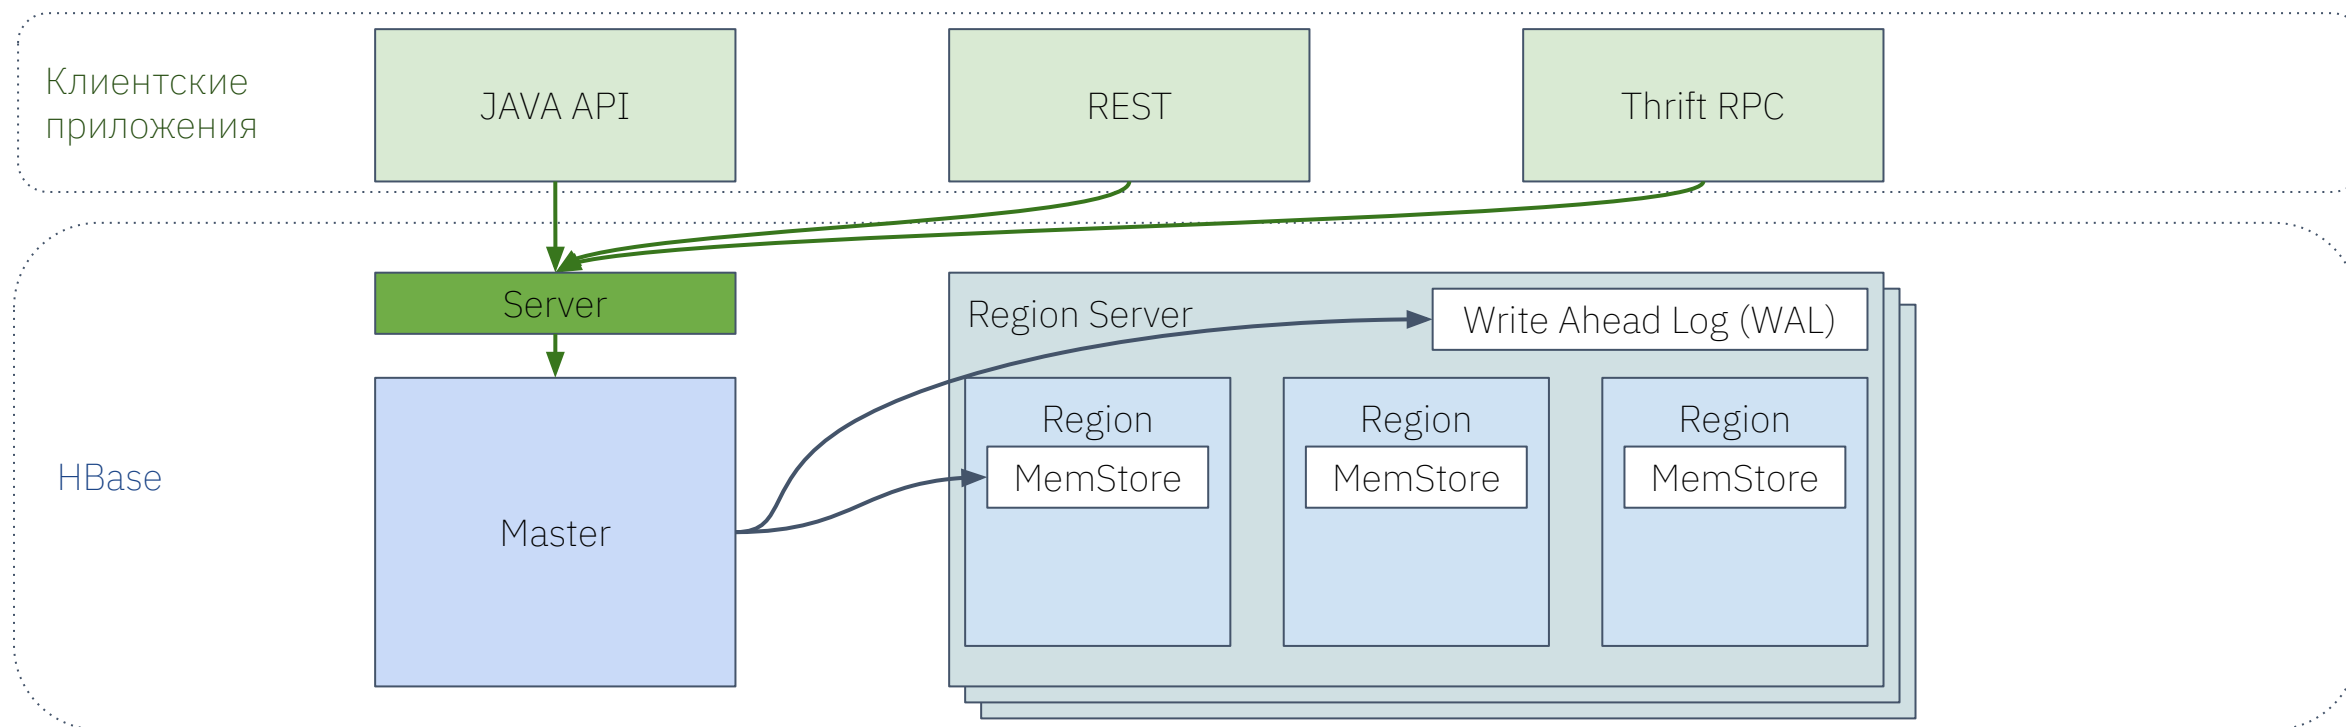 Клиентские
приложения
JAVA API
REST
Thrift RPC
Server
Region Server
Write Ahead Log (WAL)
HBase
Master
Region
MemStore
Region
MemStore
Region
MemStore